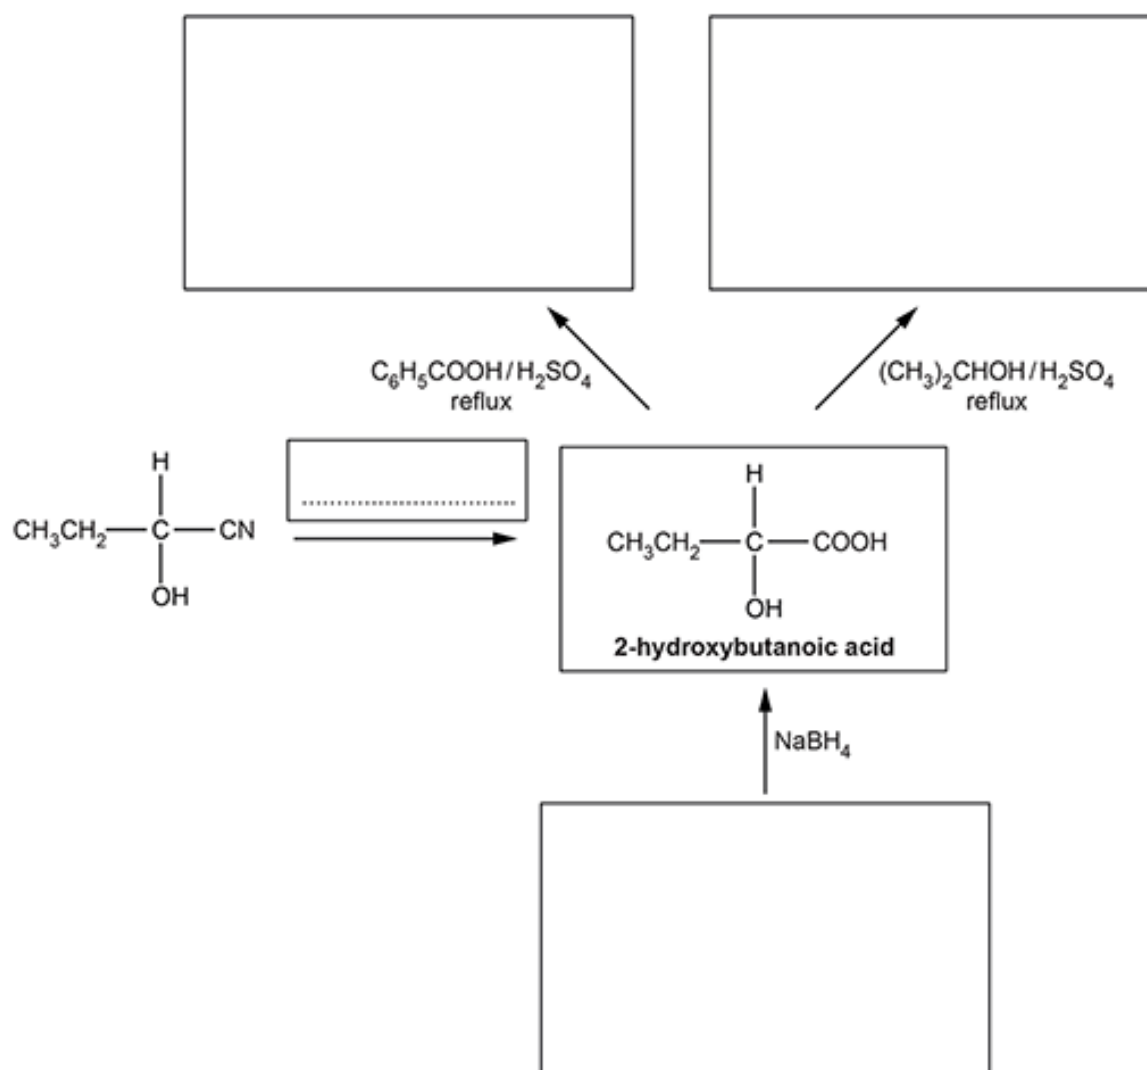 C₆H₅COOH/H₂SO₄
reflux
(CH₃)₂CHOH/H₂SO₄
reflux
H
CH₃CH₂—C—CN
OH
H
CH₃CH₂—C—COOH
OH
2-hydroxybutanoic acid
NaBH₄